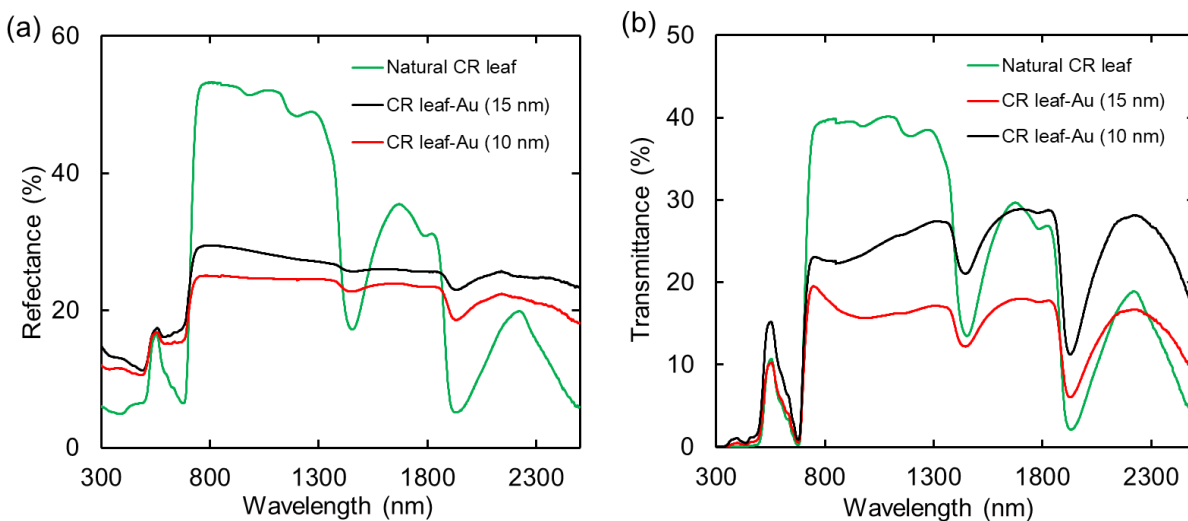 (a)
60
40
20
0
Refectance (%)
Natural CR leaf
CR leaf-Au (15 nm)
CR leaf-Au (10 nm)
300 800 1300 1800 2300
Wavelength (nm)
(b)
50
40
30
20
10
0
Transmittance (%)
Natural CR leaf
CR leaf-Au (15 nm)
CR leaf-Au (10 nm)
300 800 1300 1800 2300
Wavelength (nm)